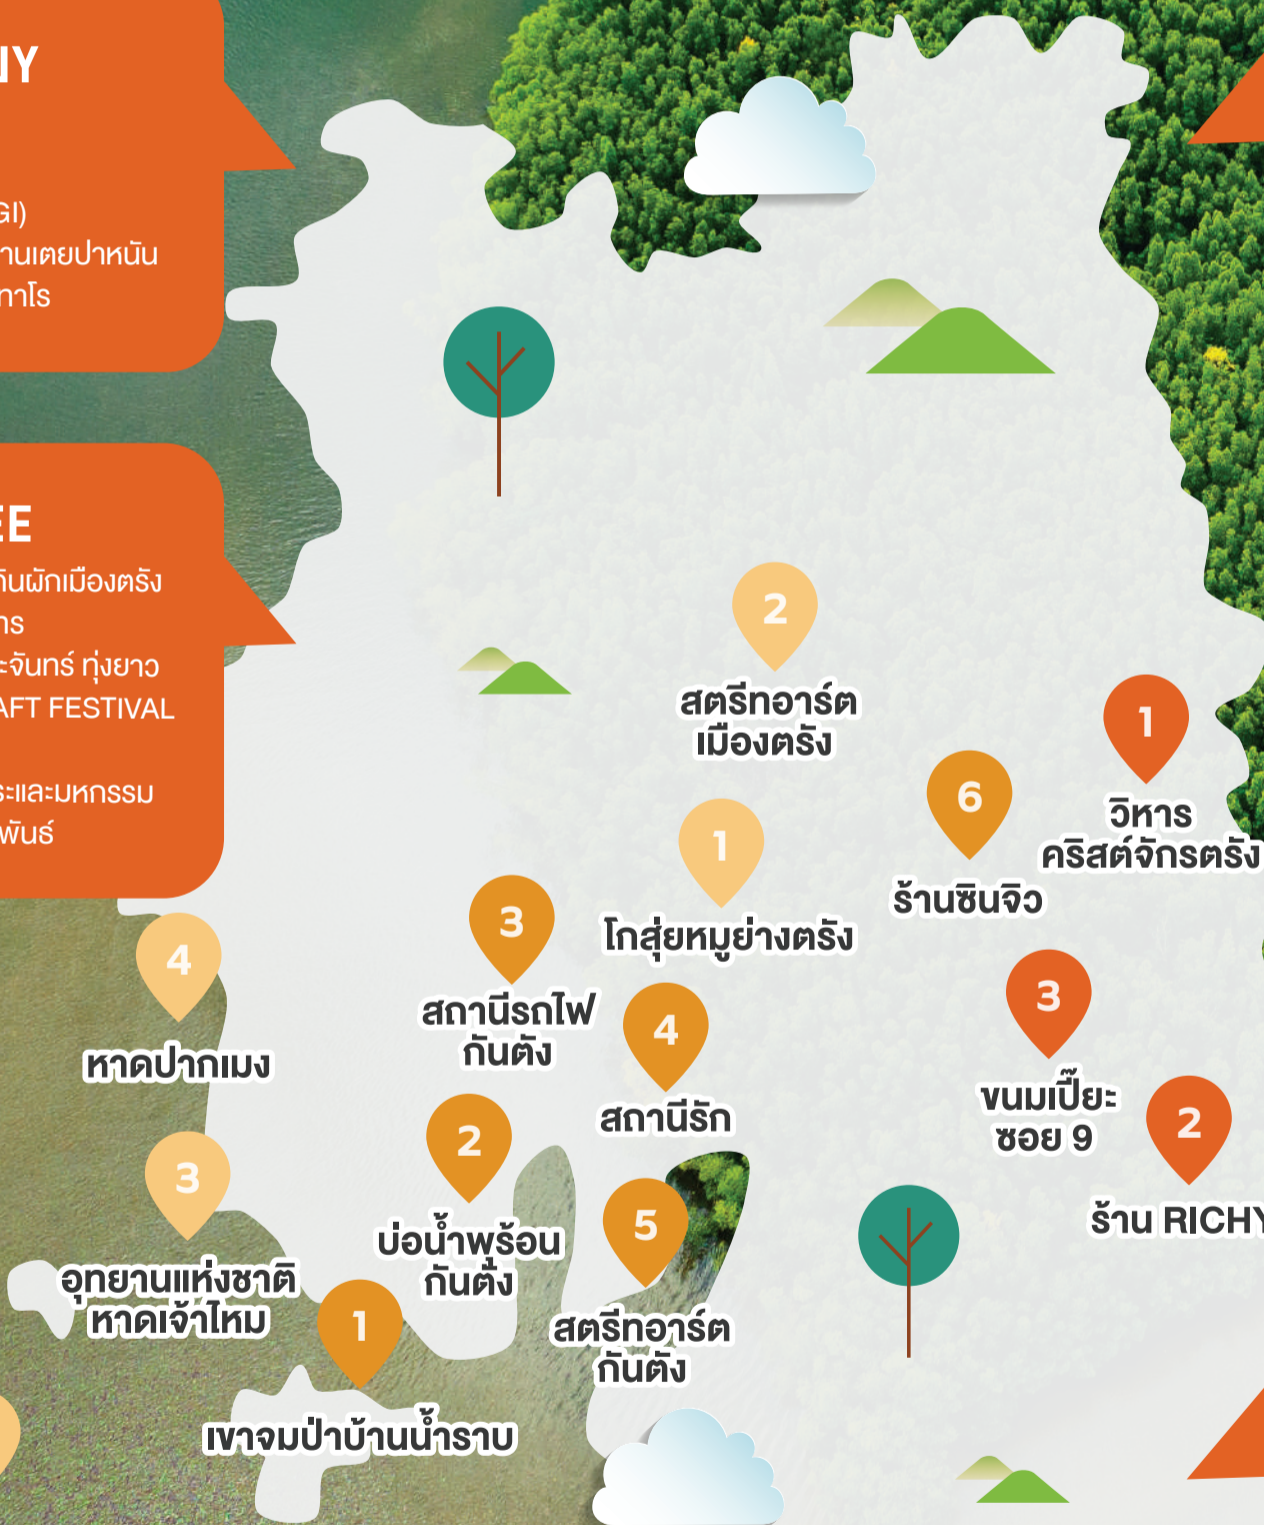 NY
GI)
านเตยปาหนัน
ทาโร
EE
กินผักเมืองตรัง
าร
ะจันทร์ ทุ่งยาว
AFT FESTIVAL
ระและมหกรรม
พันธ์
2
สตรีทอาร์ต
เมืองตรัง
1
วิหาร
คริสต์จักรตรัง
6
ร้านซินจิว
1
โกสุ่ยหมูย่างตรัง
3
สถานีรถไฟ
กันตัง
4
หาดปากเมง
4
สถานีรัก
3
ขนมเปี๊ยะ
ซอย 9
2
ร้าน RICHY
2
บ่อน้ำพุร้อน
กันตัง
3
อุทยานแห่งชาติ
หาดเจ้าไหม
5
สตรีทอาร์ต
กันตัง
1
เขาจมป่าบ้านน้ำราบ